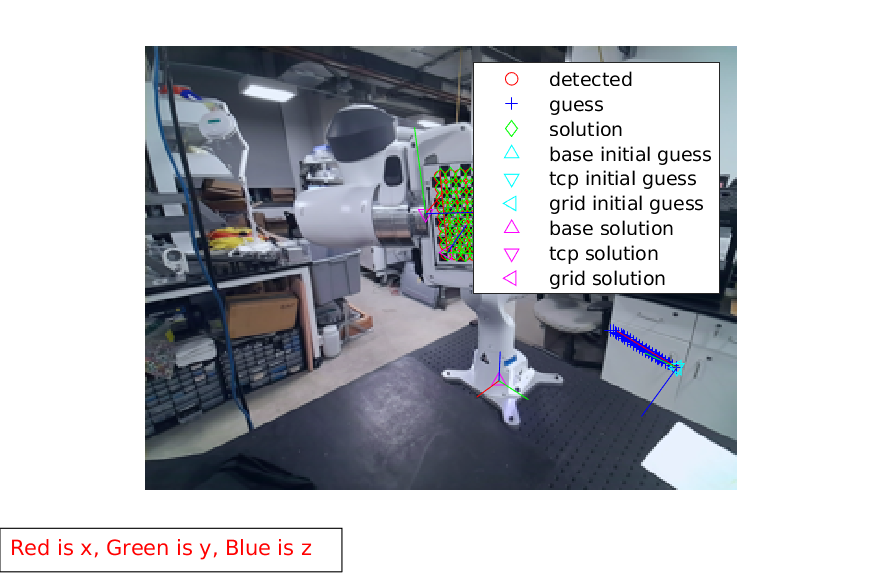 detected
guess
solution
base initial guess
tcp initial guess
grid initial guess
base solution
tcp solution
grid solution
Red is x, Green is y, Blue is z